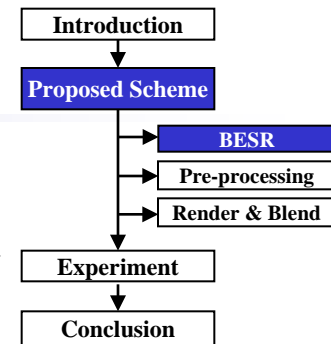 Introduction
Proposed Scheme
BESR
Pre-processing
Render & Blend
Experiment
Conclusion